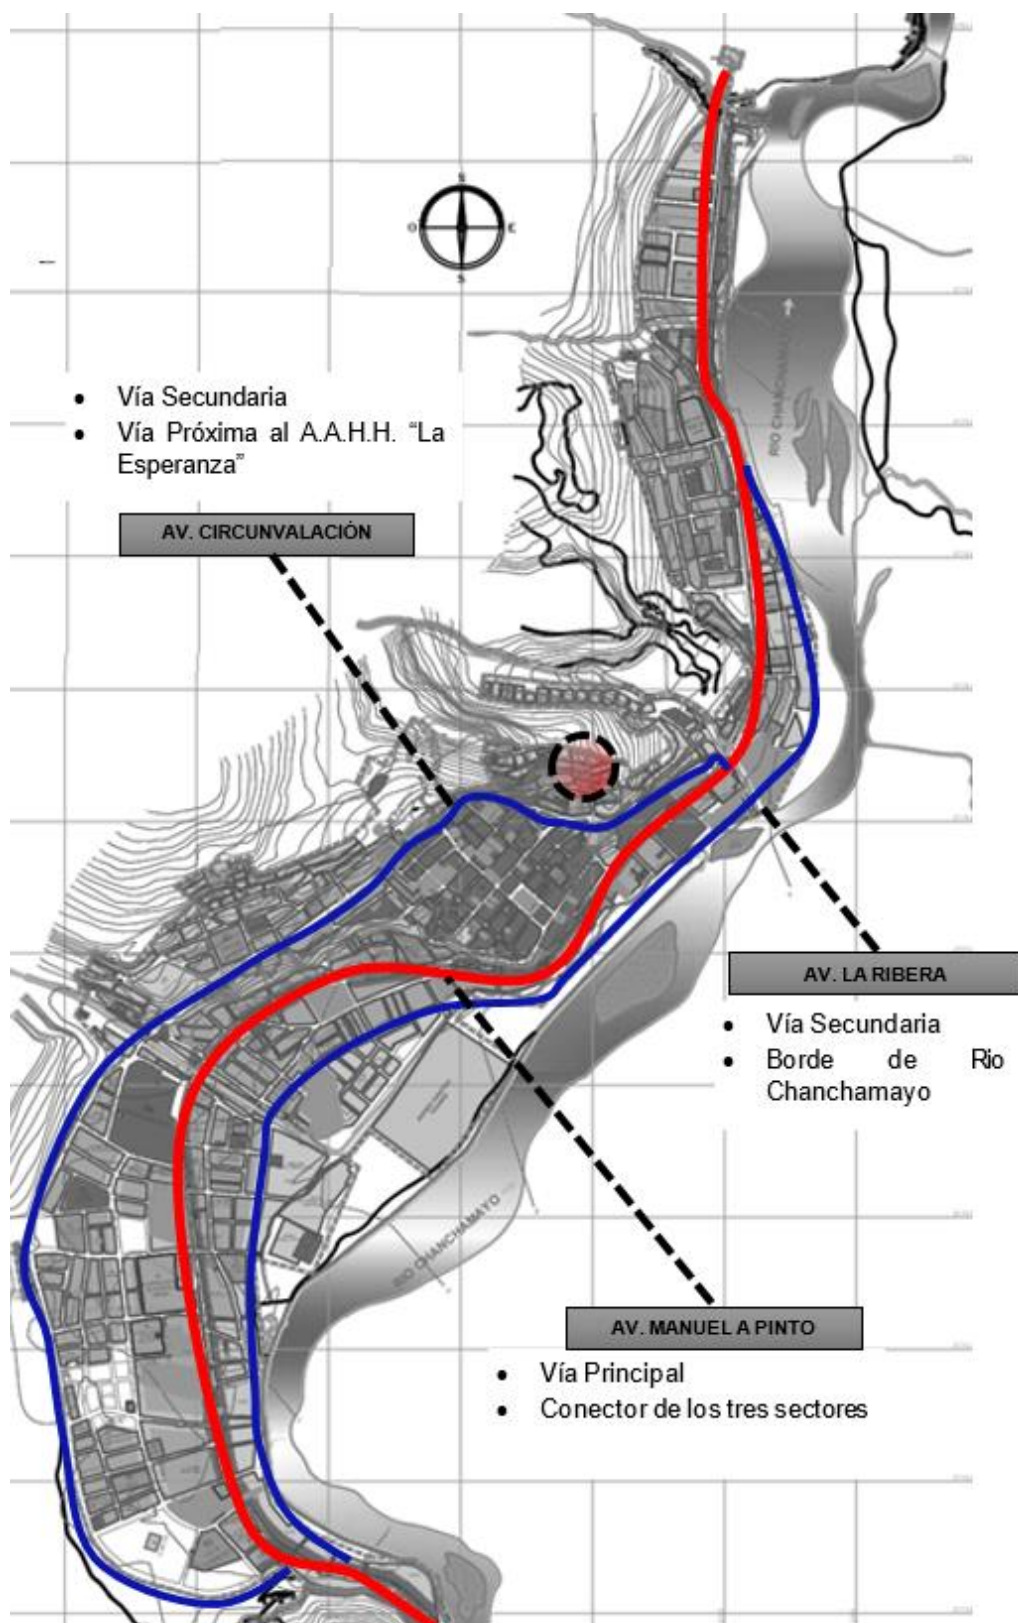 S
O E
S
RIO CHANCHAMAYO
• Vía Secundaria
• Vía Próxima al A.A.H.H. “La
Esperanza”
AV. CIRCUNVALACIÓN
AV. LA RIBERA
• Vía Secundaria
• Borde de Rio
Chanchamayo
RIO CHANCHAMAYO
AV. MANUEL A PINTO
• Vía Principal
• Conector de los tres sectores